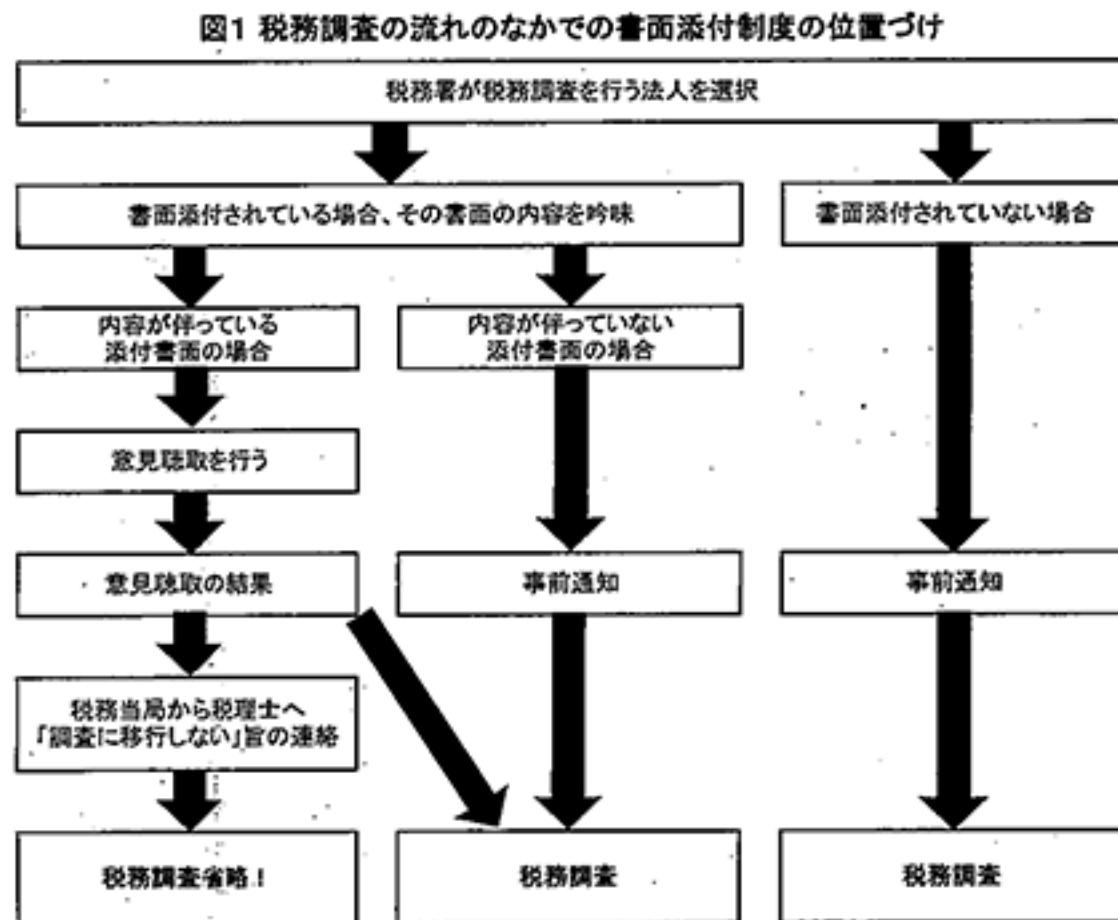 図1 税務調査の流れのなかでの書面添付制度の位置づけ
税務署が税務調査を行う法人を選択
書面添付されている場合、その書面の内容を吟味
書面添付されていない場合
内容が伴っている
添付書面の場合
内容が伴っていない
添付書面の場合
意見聴取を行う
意見聴取の結果
事前通知
事前通知
税務当局から税理士へ
「調査に移行しない」旨の連絡
税務調査省略！
税務調査
税務調査